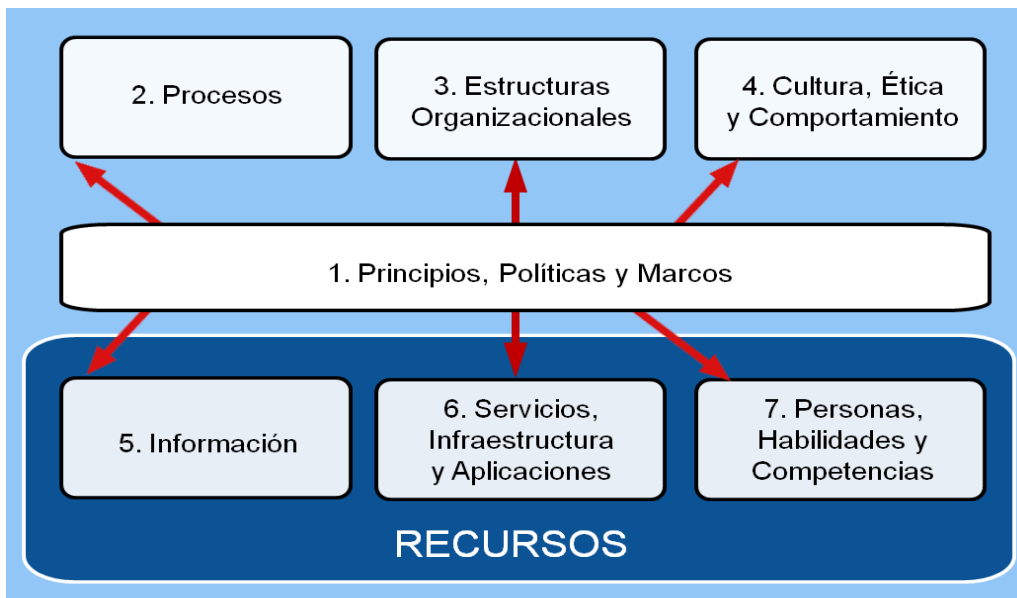 2. Procesos
3. Estructuras
Organizacionales
4. Cultura, Ética
y Comportamiento
1. Principios, Políticas y Marcos
5. Información
6. Servicios,
Infraestructura
y Aplicaciones
7. Personas,
Habilidades y
Competencias
RECURSOS